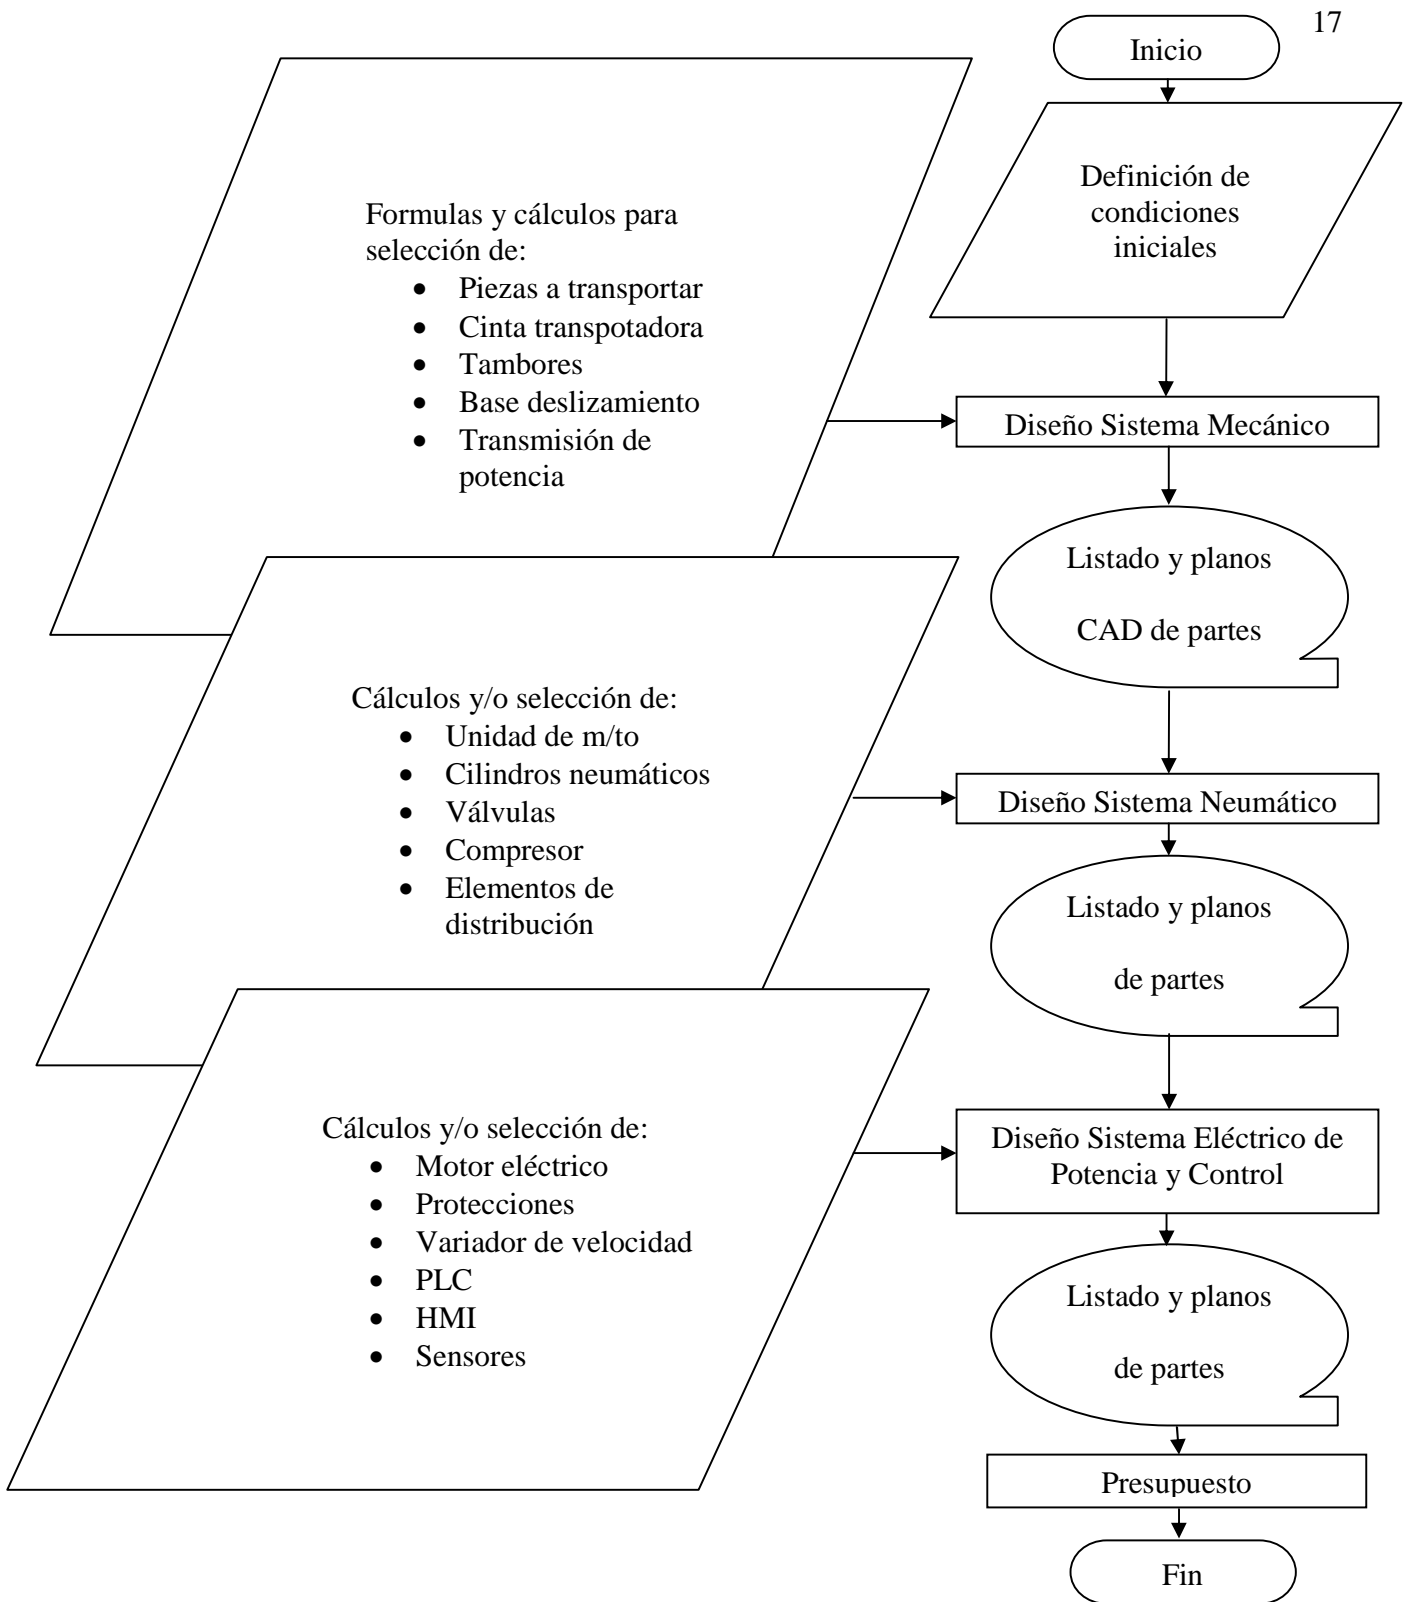 17
Inicio
Definición de
condiciones
iniciales
Formulas y cálculos para
selección de:
• Piezas a transportar
• Cinta transpotadora
• Tambores
• Base deslizamiento
• Transmisión de
potencia
Diseño Sistema Mecánico
Listado y planos
CAD de partes
Cálculos y/o selección de:
• Unidad de m/to
• Cilindros neumáticos
• Válvulas
• Compresor
• Elementos de
distribución
Diseño Sistema Neumático
Listado y planos
de partes
Cálculos y/o selección de:
• Motor eléctrico
• Protecciones
• Variador de velocidad
• PLC
• HMI
• Sensores
Diseño Sistema Eléctrico de
Potencia y Control
Listado y planos
de partes
Presupuesto
Fin